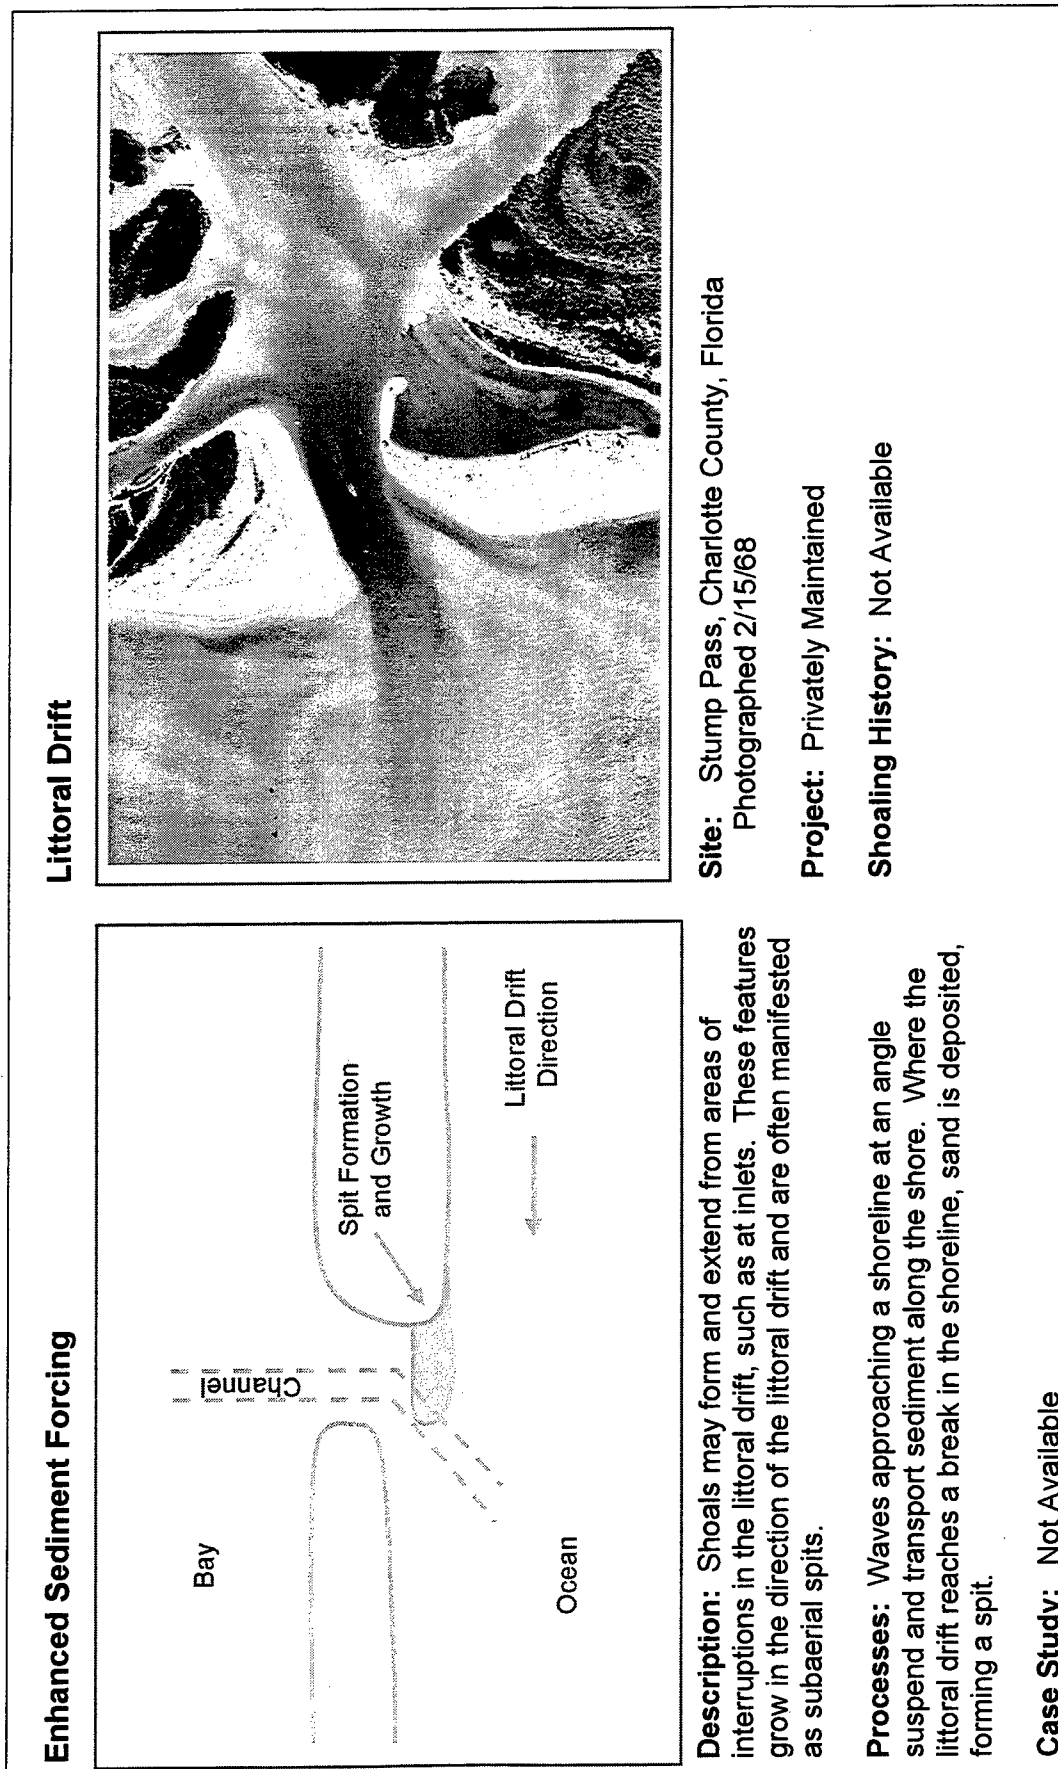 Enhanced Sediment Forcing
Bay
Channel
Spit Formation
and Growth
Littoral Drift
Direction
Ocean
Description: Shoals may form and extend from areas of
interruptions in the littoral drift, such as at inlets. These features
grow in the direction of the littoral drift and are often manifested
as subaerial spits.
Processes: Waves approaching a shoreline at an angle
suspend and transport sediment along the shore. Where the
littoral drift reaches a break in the shoreline, sand is deposited,
forming a spit.
Case Study: Not Available
Littoral Drift
Site: Stump Pass, Charlotte County, Florida
Photographed 2/15/68
Project: Privately Maintained
Shoaling History: Not Available